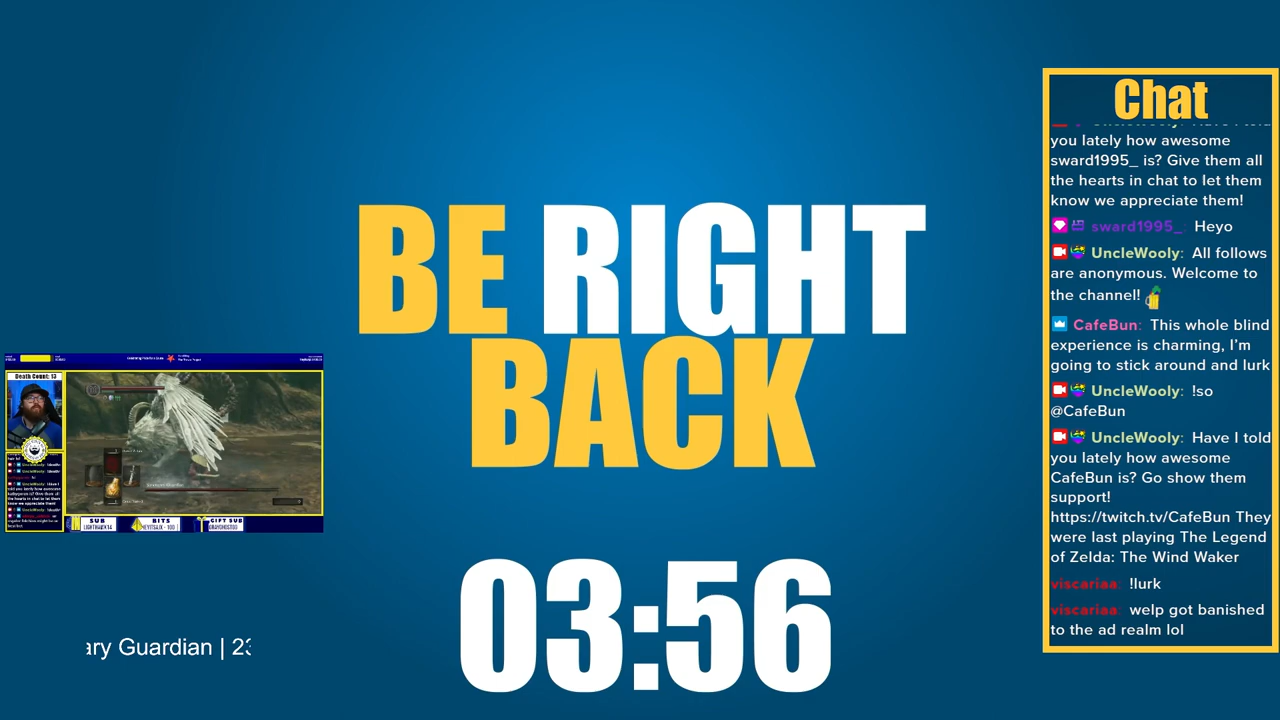 BE RIGHT
BACK
03:56
Death Count: 13
SUB
BITS
GIFT SUB
ary Guardian | 23
Chat
you lately how awesome
sward1995_ is? Give them all
the hearts in chat to let them
know we appreciate them!
sward1995_: Heyo
UncleWooly: All follows
are anonymous. Welcome to
the channel!
CafeBun: This whole blind
experience is charming, I'm
going to stick around and lurk
UncleWooly: !so
@CafeBun
UncleWooly: Have I told
you lately how awesome
CafeBun is? Go show them
support!
https://twitch.tv/CafeBun They
were last playing The Legend
of Zelda: The Wind Waker
viscariaa: !lurk
viscariaa: welp got banished
to the ad realm lol